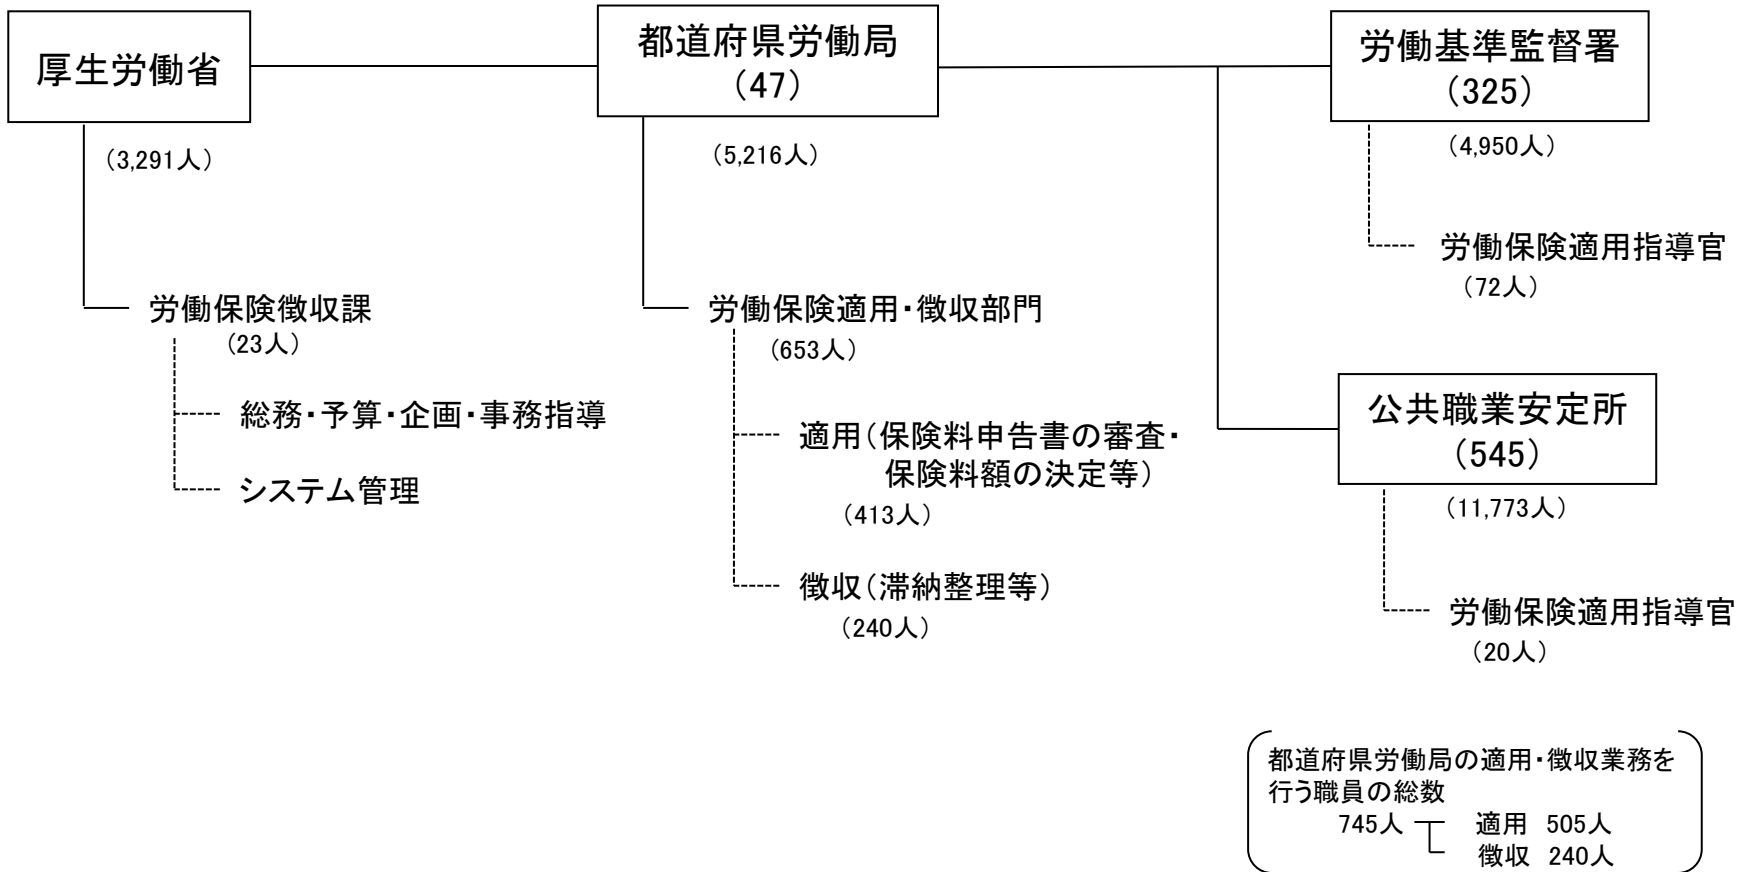 厚生労働省
(3,291人)
労働保険徴収課
(23人)
総務・予算・企画・事務指導
システム管理
都道府県労働局
(47)
(5,216人)
労働保険適用・徴収部門
(653人)
適用(保険料申告書の審査・
保険料額の決定等)
(413人)
徴収(滞納整理等)
(240人)
労働基準監督署
(325)
(4,950人)
労働保険適用指導官
(72人)
公共職業安定所
(545)
(11,773人)
労働保険適用指導官
(20人)
都道府県労働局の適用・徴収業務を
行う職員の総数
745人 適用 505人
徴収 240人